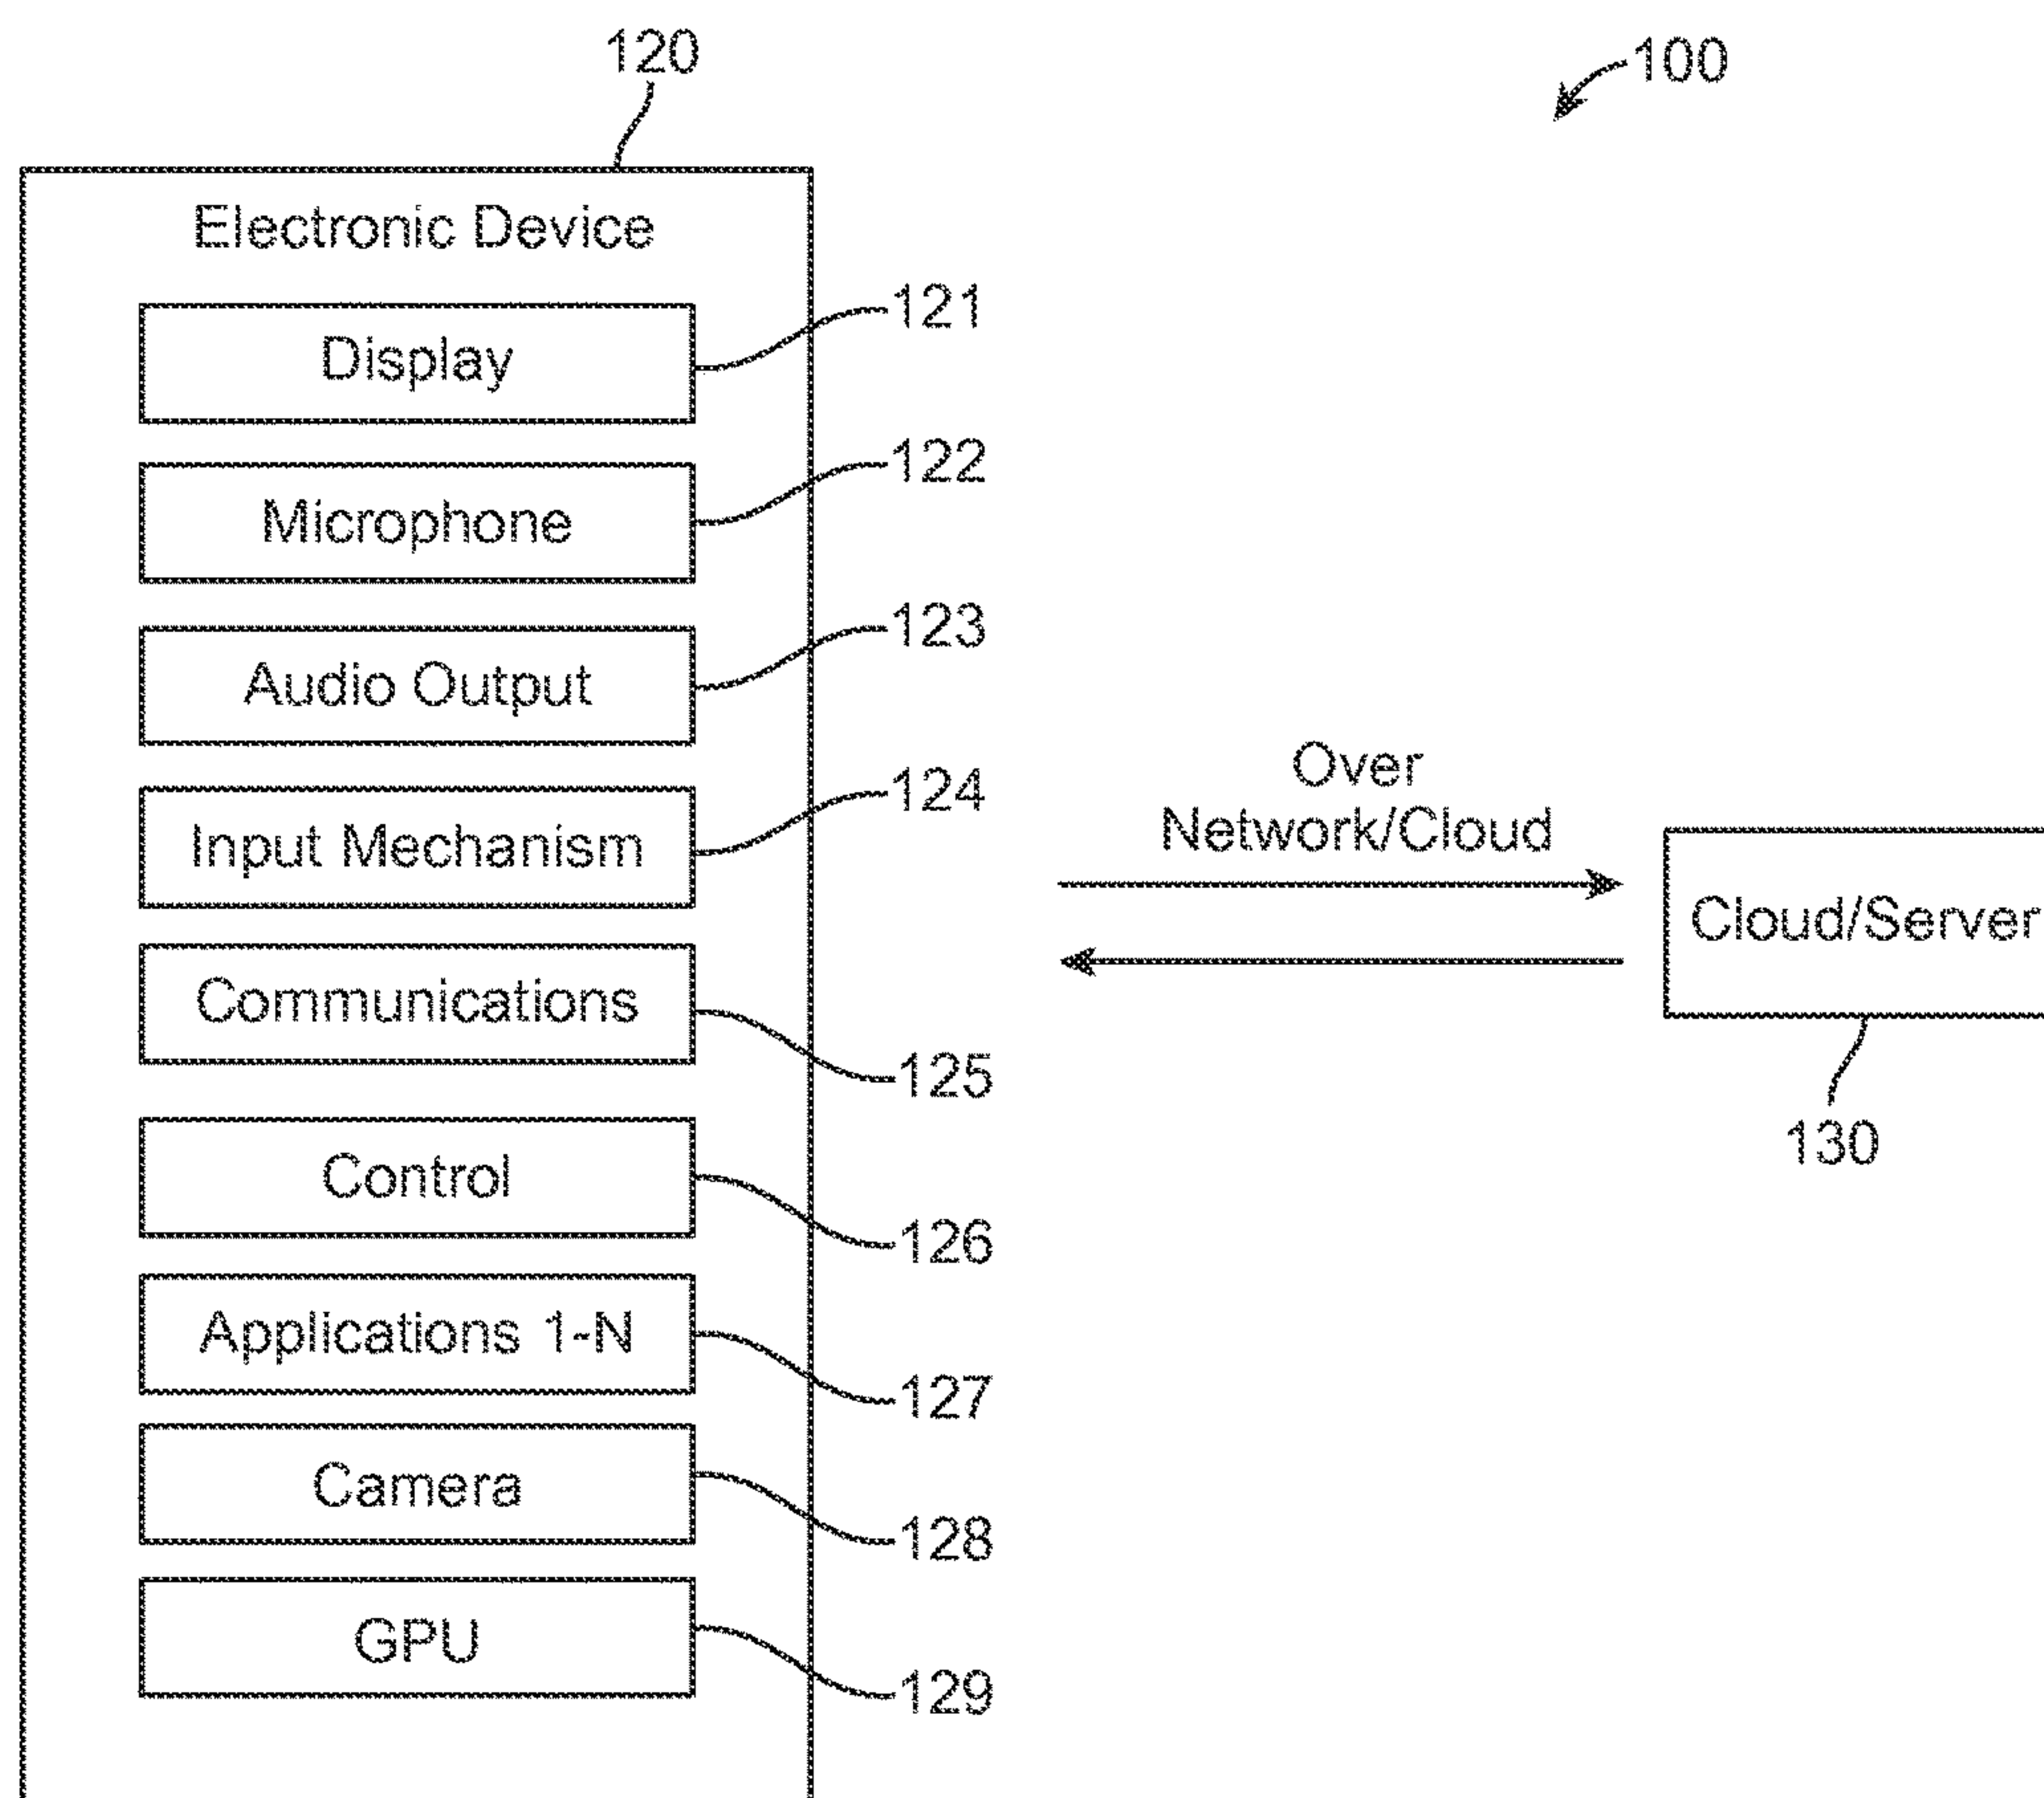 120
100
Electronic Device
Display
121
Microphone
122
Audio Output
123
Input Mechanism
124
Communications
125
Control
126
Applications 1-N
127
Camera
128
GPU
129
Over
Network/Cloud
Cloud/Server
130